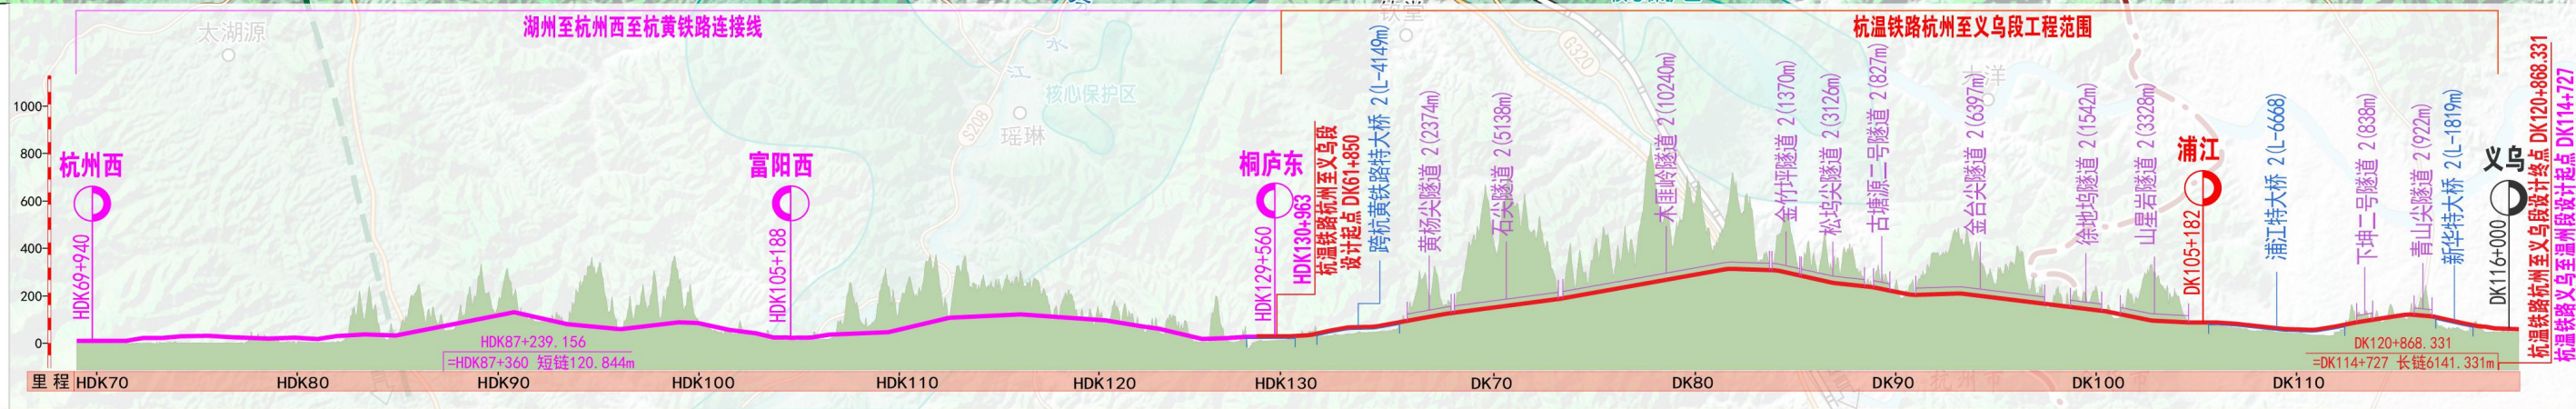 湖州至杭州西至杭黄铁路连接线
杭温铁路杭州至义乌段工程范围
太湖源
水
江
核心保护区
S208
瑶琳
G320
1000
800
600
400
200
0
杭州西
HDK69+940
富阳西
HDK105+188
桐庐东
HDK129+560
HDK130+963
杭温铁路杭州至义乌段
设计起点 DK61+850
跨杭黄铁路特大桥 2(L-4149m)
黄杨尖隧道 2(2374m)
石尖隧道 2(5138m)
木匪岭隧道 2(10240m)
金竹坪隧道 2(1370m)
松坞尖隧道 2(3126m)
古塘源二号隧道 2(827m)
金台尖隧道 2(6397m)
徐地坞隧道 2(1542m)
山星岩隧道 2(3328m)
浦江
DK105+182
浦江特大桥 2(L-6668)
下坤二号隧道 2(838m)
青山尖隧道 2(922m)
新华特大桥 2(L-1819m)
义乌
DK116+000
杭温铁路杭州至义乌段设计终点 DK120+868.331
杭温铁路义乌至温州段设计起点 DK114+727
HDK87+239.156
=HDK87+360 短链120.844m
DK120+868.331
=DK114+727 长链6141.331m
里 程 HDK70 HDK80 HDK90 HDK100 HDK110 HDK120 HDK130 DK70 DK80 DK90 DK100 DK110